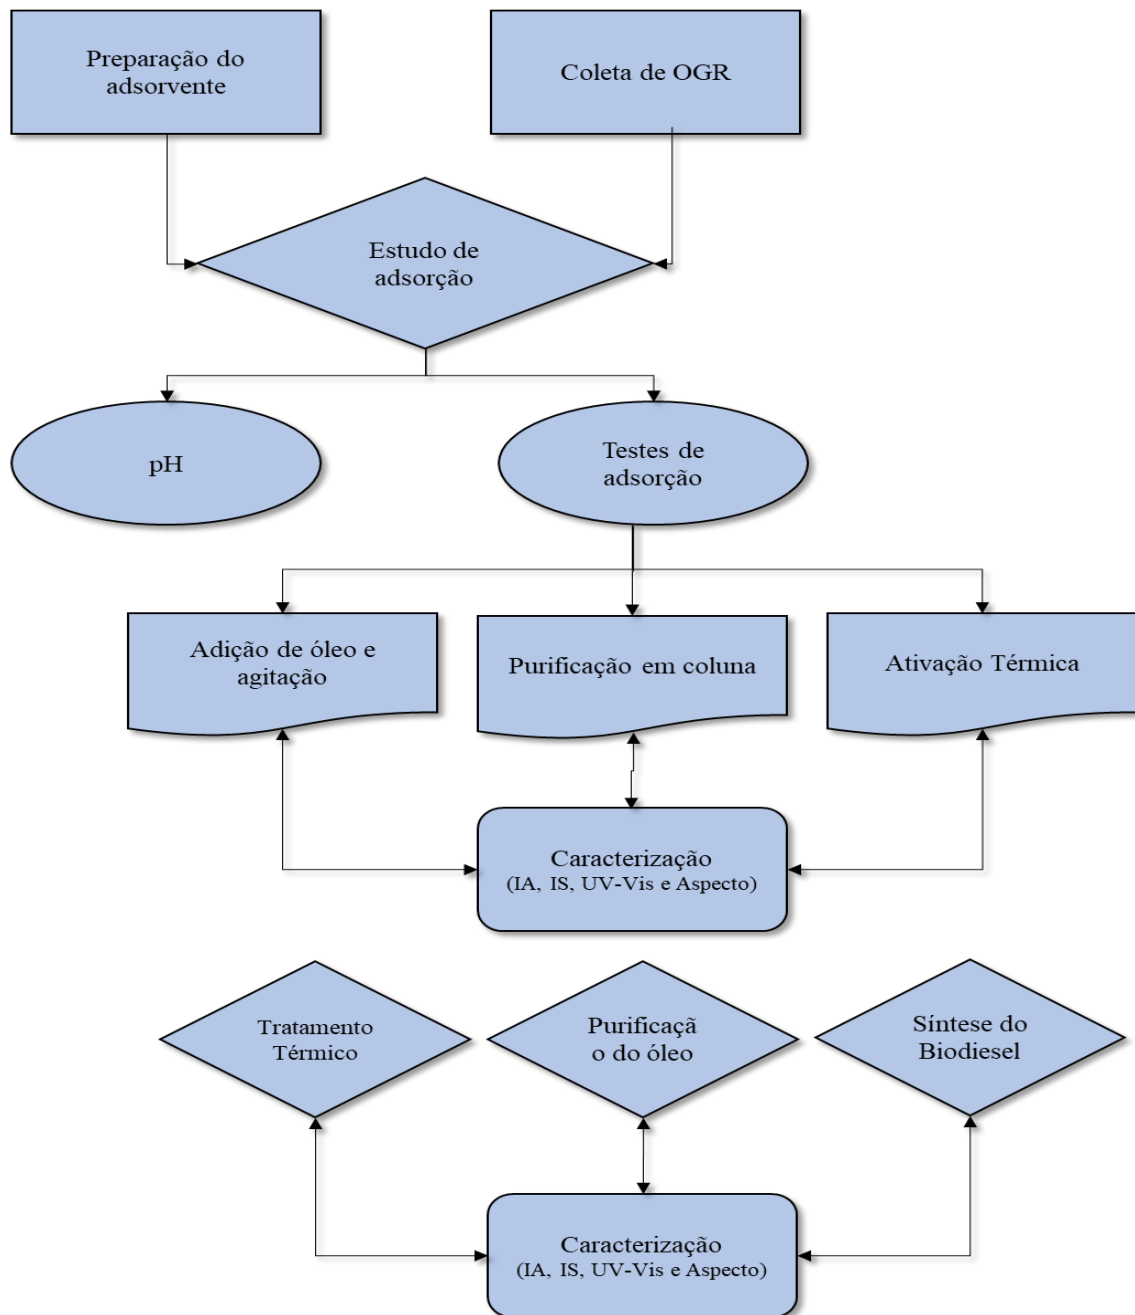 Preparação do
adsorvente
Coleta de OGR
Estudo de
adsorção
pH
Testes de
adsorção
Adição de óleo e
agitação
Purificação em coluna
Ativação Térmica
Caracterização
(IA, IS, UV-Vis e Aspecto)
Tratamento
Térmico
Purificaçã
o do óleo
Síntese do
Biodiesel
Caracterização
(IA, IS, UV-Vis e Aspecto)